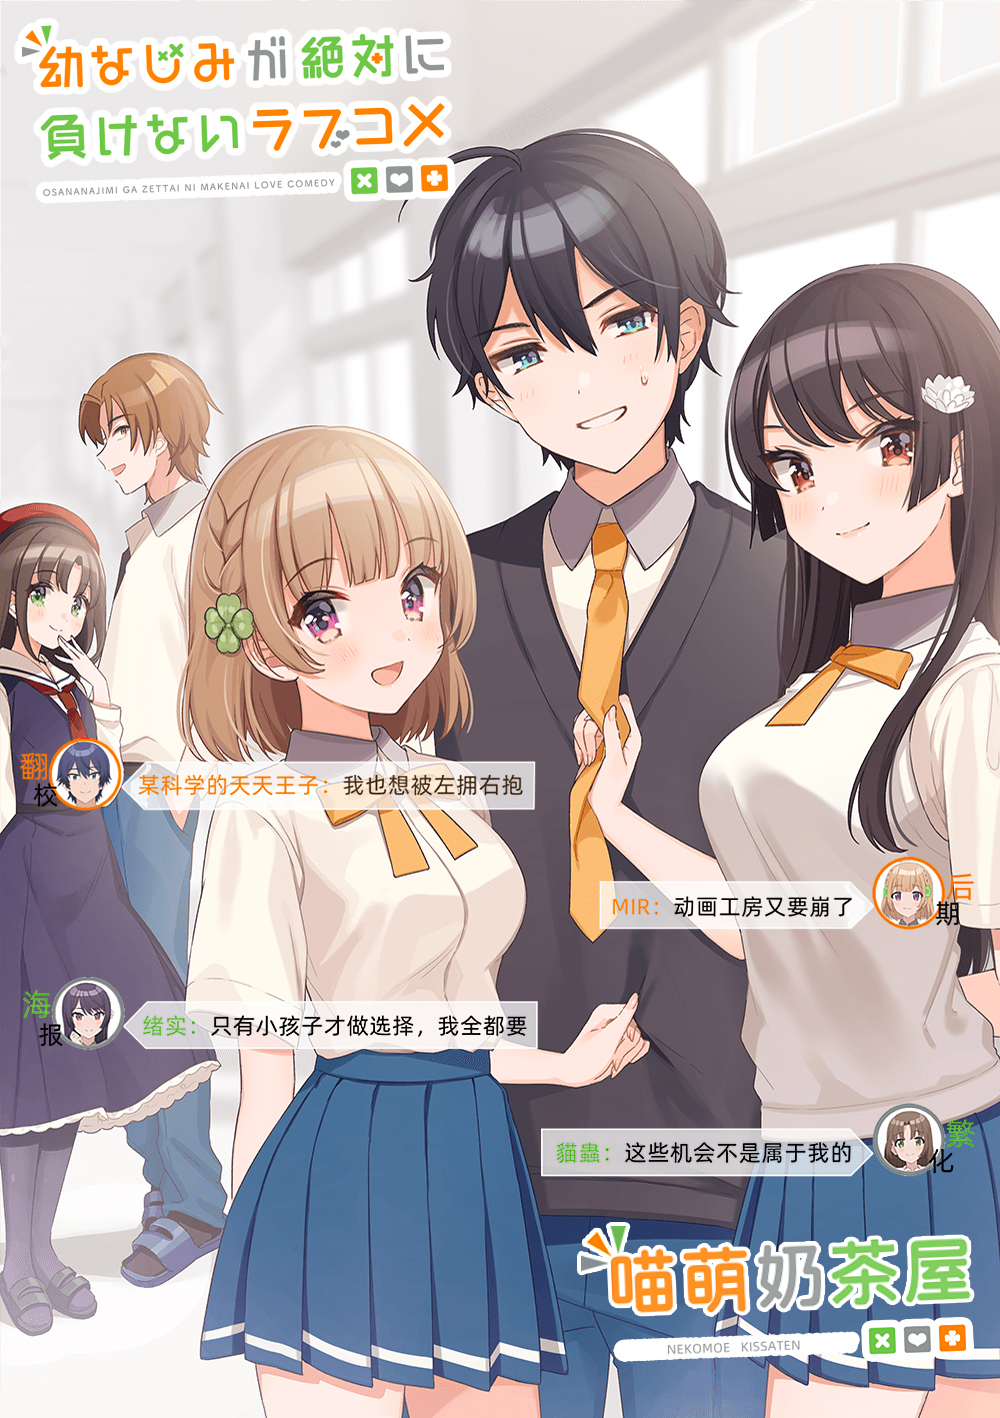 幼なじみが絶対に
負けないラブコメ
OSANANAJIMI GA ZETTAI NI MAKENAI LOVE COMEDY
翻校
某科学的天天王子：我也想被左拥右抱
后期
MIR：动画工房又要崩了
海报
绪实：只有小孩子才做选择，我全都要
繁化
貓蟲：这些机会不是属于我的
喵萌奶茶屋
NEKOMOE KISSATEN